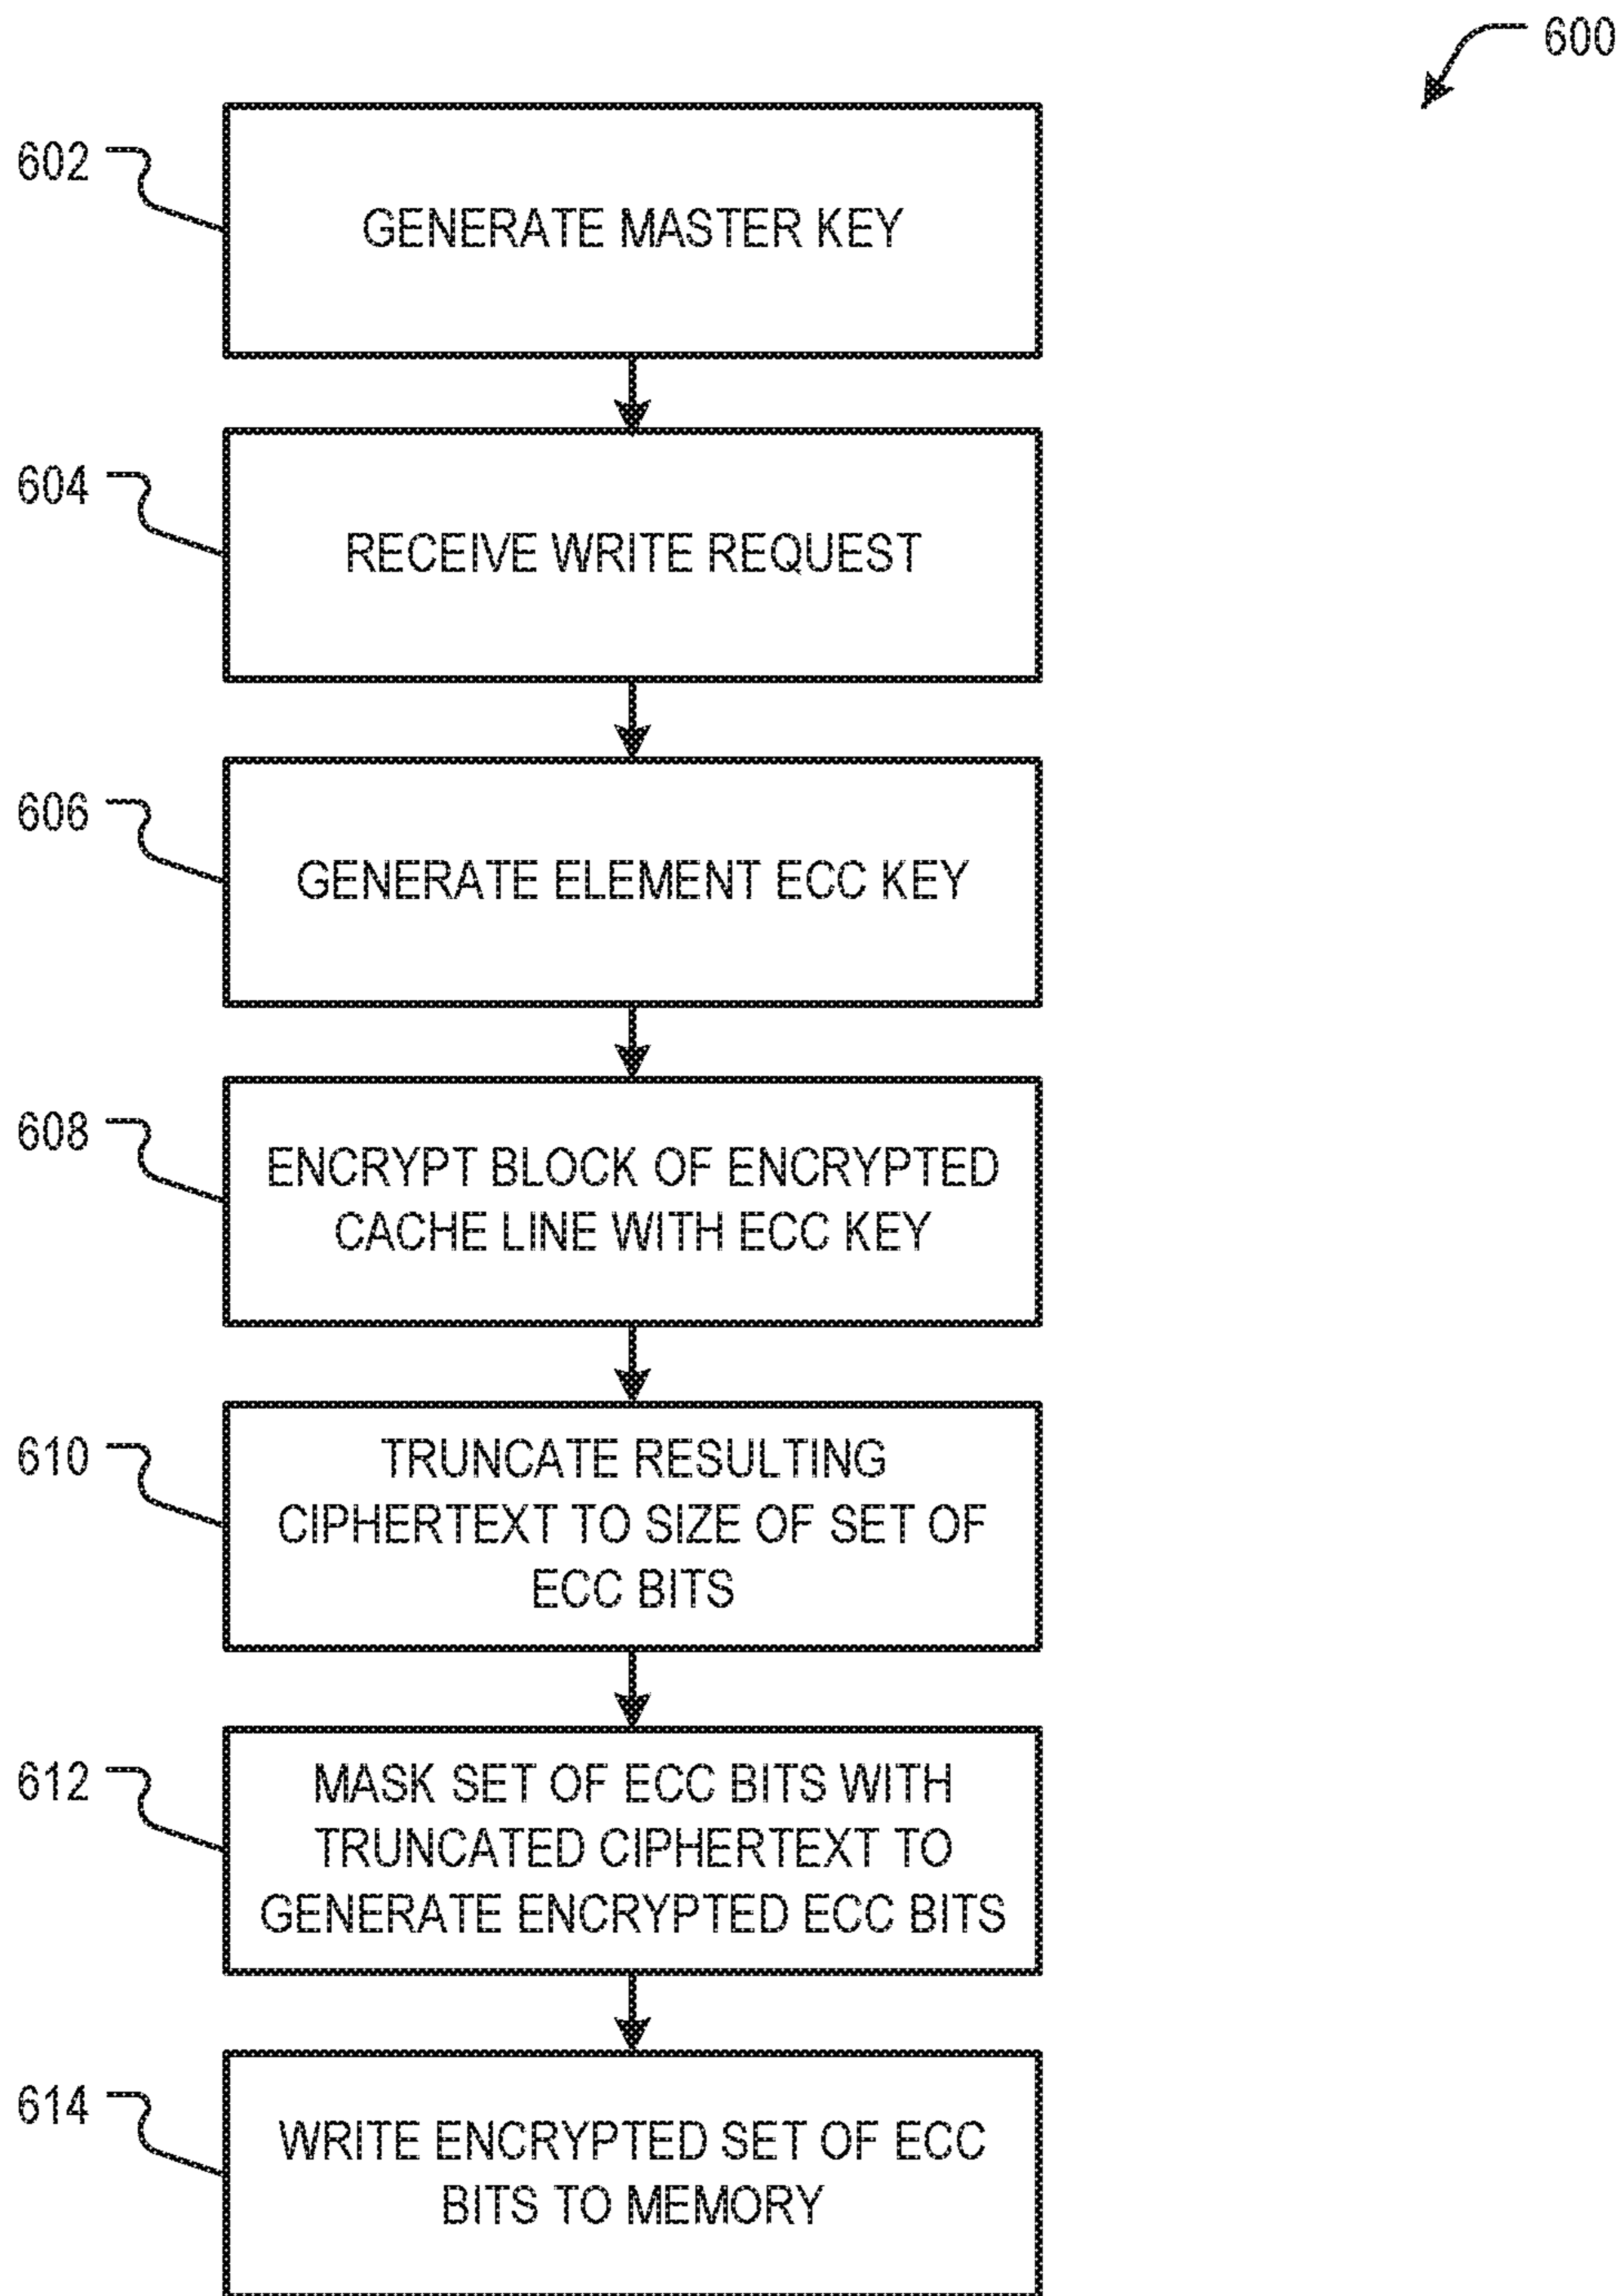 600
602
GENERATE MASTER KEY
604
RECEIVE WRITE REQUEST
606
GENERATE ELEMENT ECC KEY
608
ENCRYPT BLOCK OF ENCRYPTED
CACHE LINE WITH ECC KEY
610
TRUNCATE RESULTING
CIPHERTEXT TO SIZE OF SET OF
ECC BITS
612
MASK SET OF ECC BITS WITH
TRUNCATED CIPHERTEXT TO
GENERATE ENCRYPTED ECC BITS
614
WRITE ENCRYPTED SET OF ECC
BITS TO MEMORY